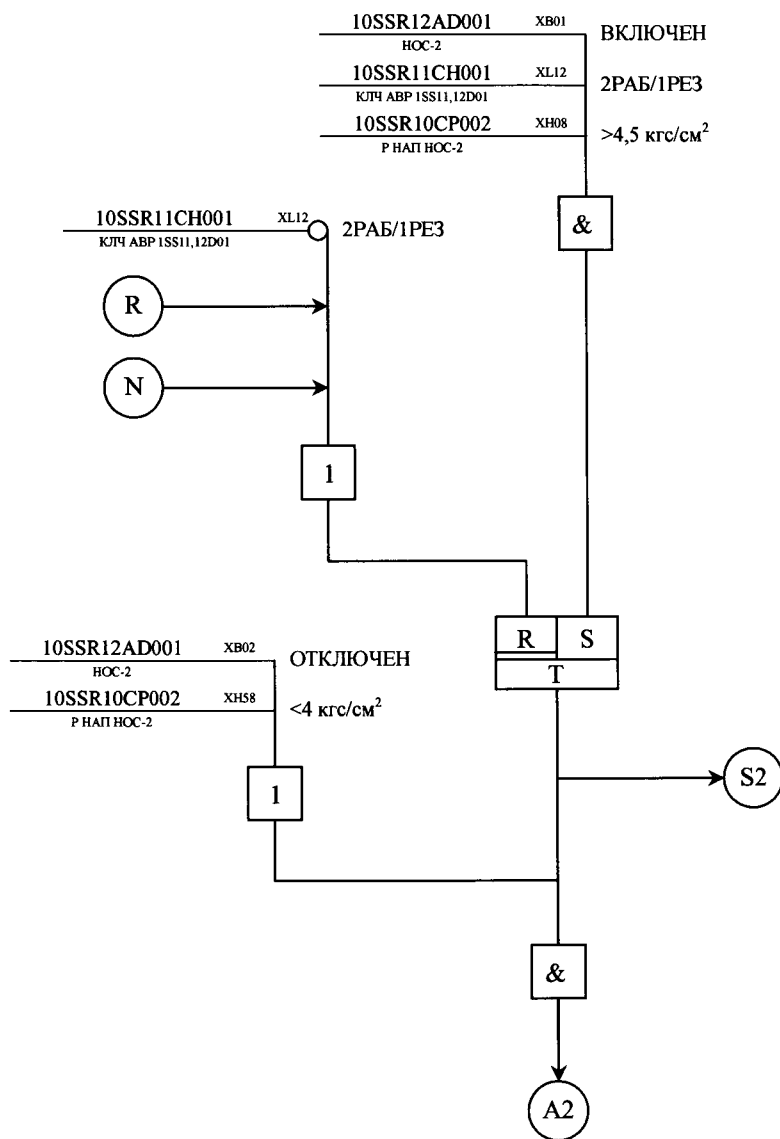 10SSR12AD001 XB01 ВКЛЮЧЕН
НОС-2
10SSR11CH001 XL12 2РАБ/1РЕЗ
КЛЧ АВР 1SS11,12D01
10SSR10CP002 XH08 >4,5 кгс/см²
Р НАП НОС-2
&
10SSR11CH001 XL12 2РАБ/1РЕЗ
КЛЧ АВР 1SS11,12D01
R
N
1
R S
T
10SSR12AD001 XB02 ОТКЛЮЧЕН
НОС-2
10SSR10CP002 XH58 <4 кгс/см²
Р НАП НОС-2
1
S2
&
A2